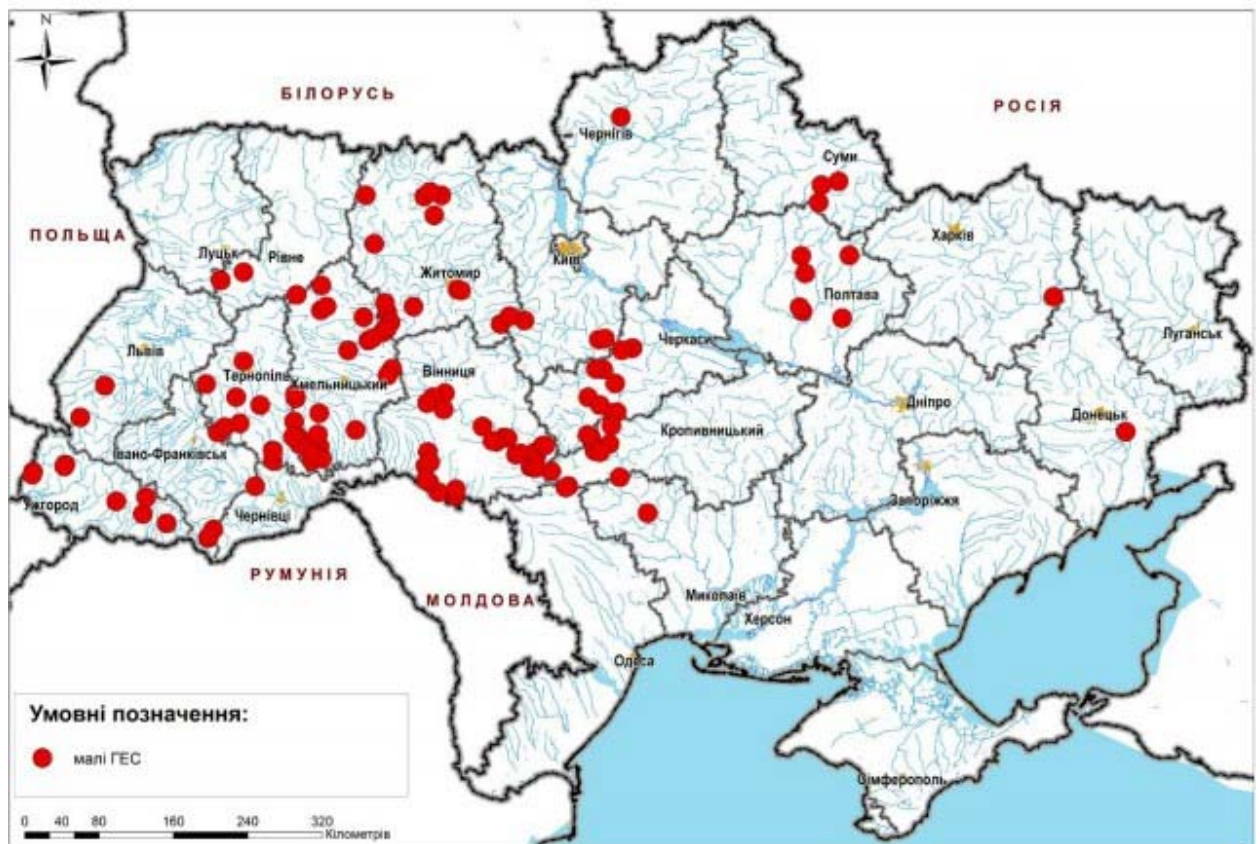 N
БІЛОРУСЬ
РОСІЯ
Чернігів
Суми
ПОЛЬЩА
Луцьк
Рівне
Київ
Харків
Житомир
Полтава
Львів
Черкаси
Луганськ
Тернопіль
Хмельницький
Вінниця
Дніпро
Донецьк
Кропивницький
Івано-Франківськ
Ужгород
Чернівці
Запоріжжя
РУМУНІЯ
МОЛДОВА
Миколаїв
Херсон
Одеса
Умовні позначення:
малі ГЕС
Сімферополь
0 40 80 160 240 320
Кілометрів